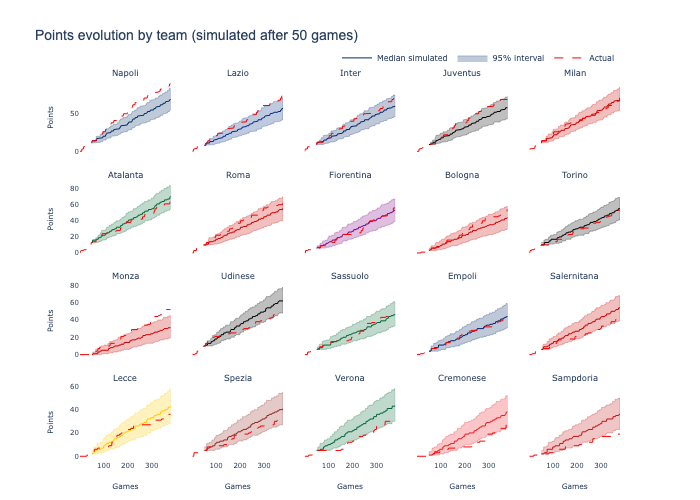 Points evolution by team (simulated after 50 games)
Median simulated 95% interval Actual
Napoli Lazio Inter Juventus Milan
Points
50
0
Atalanta Roma Fiorentina Bologna Torino
Points
80
60
40
20
0
Monza Udinese Sassuolo Empoli Salernitana
Points
80
60
40
20
0
Lecce Spezia Verona Cremonese Sampdoria
Points
60
40
20
0
100 200 300 100 200 300 100 200 300 100 200 300 100 200 300
Games Games Games Games Games